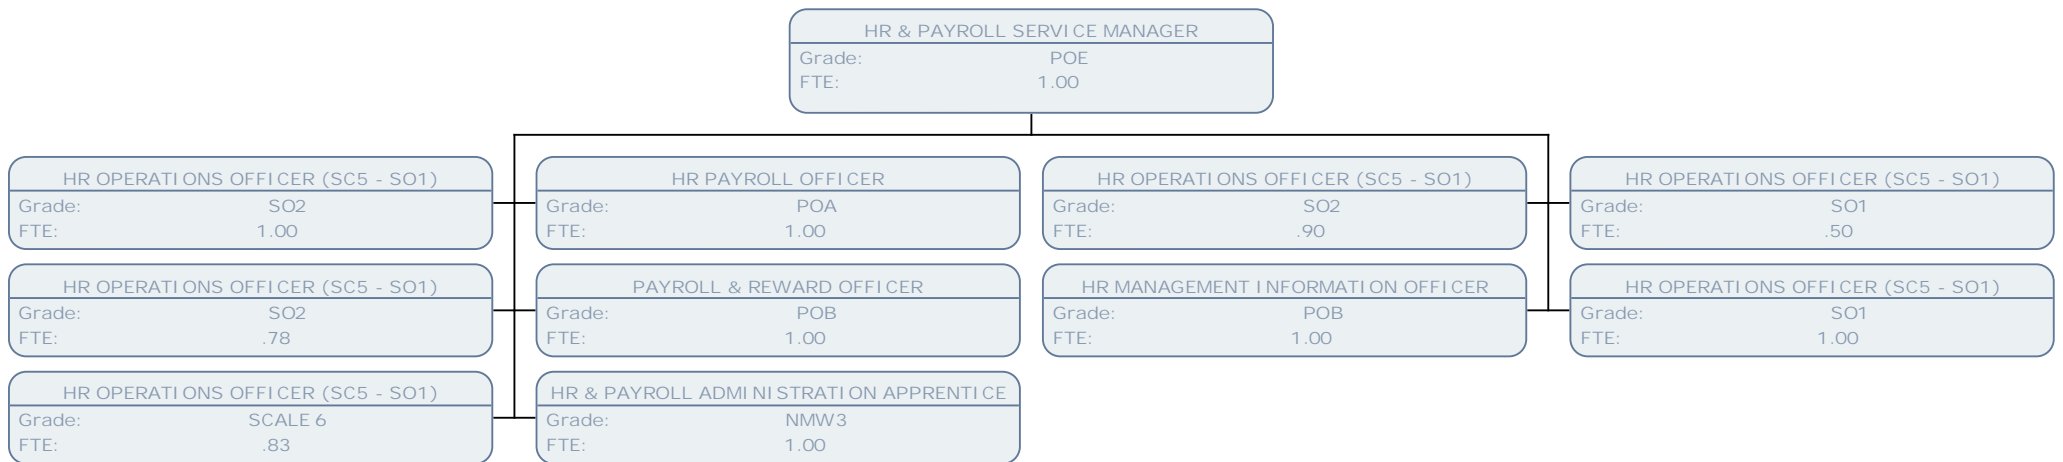 HR & PAYROLL SERVICE MANAGER
Grade: POE
FTE: 1.00
HR OPERATIONS OFFICER (SC5 - SO1)
Grade: SO2
FTE: 1.00
HR PAYROLL OFFICER
Grade: POA
FTE: 1.00
HR OPERATIONS OFFICER (SC5 - SO1)
Grade: SO2
FTE: .90
HR OPERATIONS OFFICER (SC5 - SO1)
Grade: SO1
FTE: .50
HR OPERATIONS OFFICER (SC5 - SO1)
Grade: SO2
FTE: .78
PAYROLL & REWARD OFFICER
Grade: POB
FTE: 1.00
HR MANAGEMENT INFORMATION OFFICER
Grade: POB
FTE: 1.00
HR OPERATIONS OFFICER (SC5 - SO1)
Grade: SO1
FTE: 1.00
HR OPERATIONS OFFICER (SC5 - SO1)
Grade: SCALE 6
FTE: .83
HR & PAYROLL ADMINISTRATION APPRENTICE
Grade: NMW3
FTE: 1.00